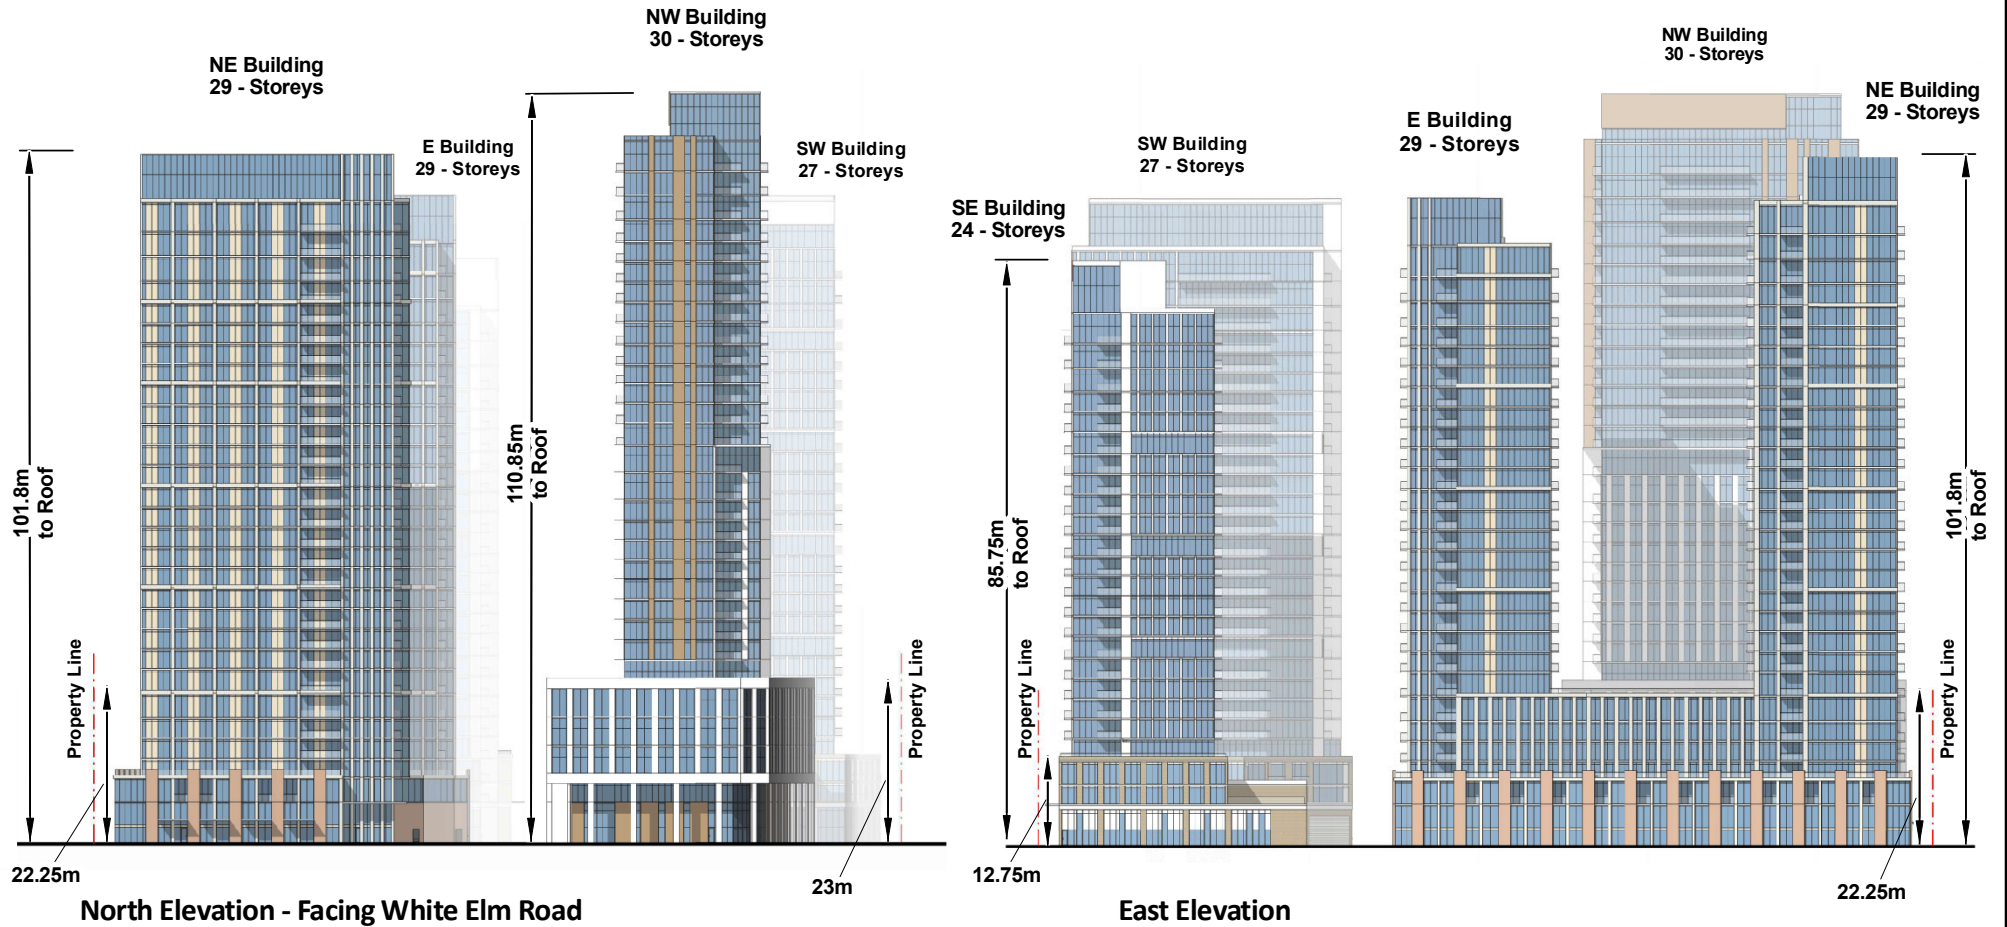 NW Building
30 - Storeys
NE Building
29 - Storeys
E Building
29 - Storeys
SW Building
27 - Storeys
101.8m
to Roof
110.85m
to Roof
Property Line
Property Line
22.25m
23m
North Elevation - Facing White Elm Road
NW Building
30 - Storeys
NE Building
29 - Storeys
E Building
29 - Storeys
SW Building
27 - Storeys
SE Building
24 - Storeys
85.75m
to Roof
101.8m
to Roof
Property Line
Property Line
12.75m
22.25m
East Elevation